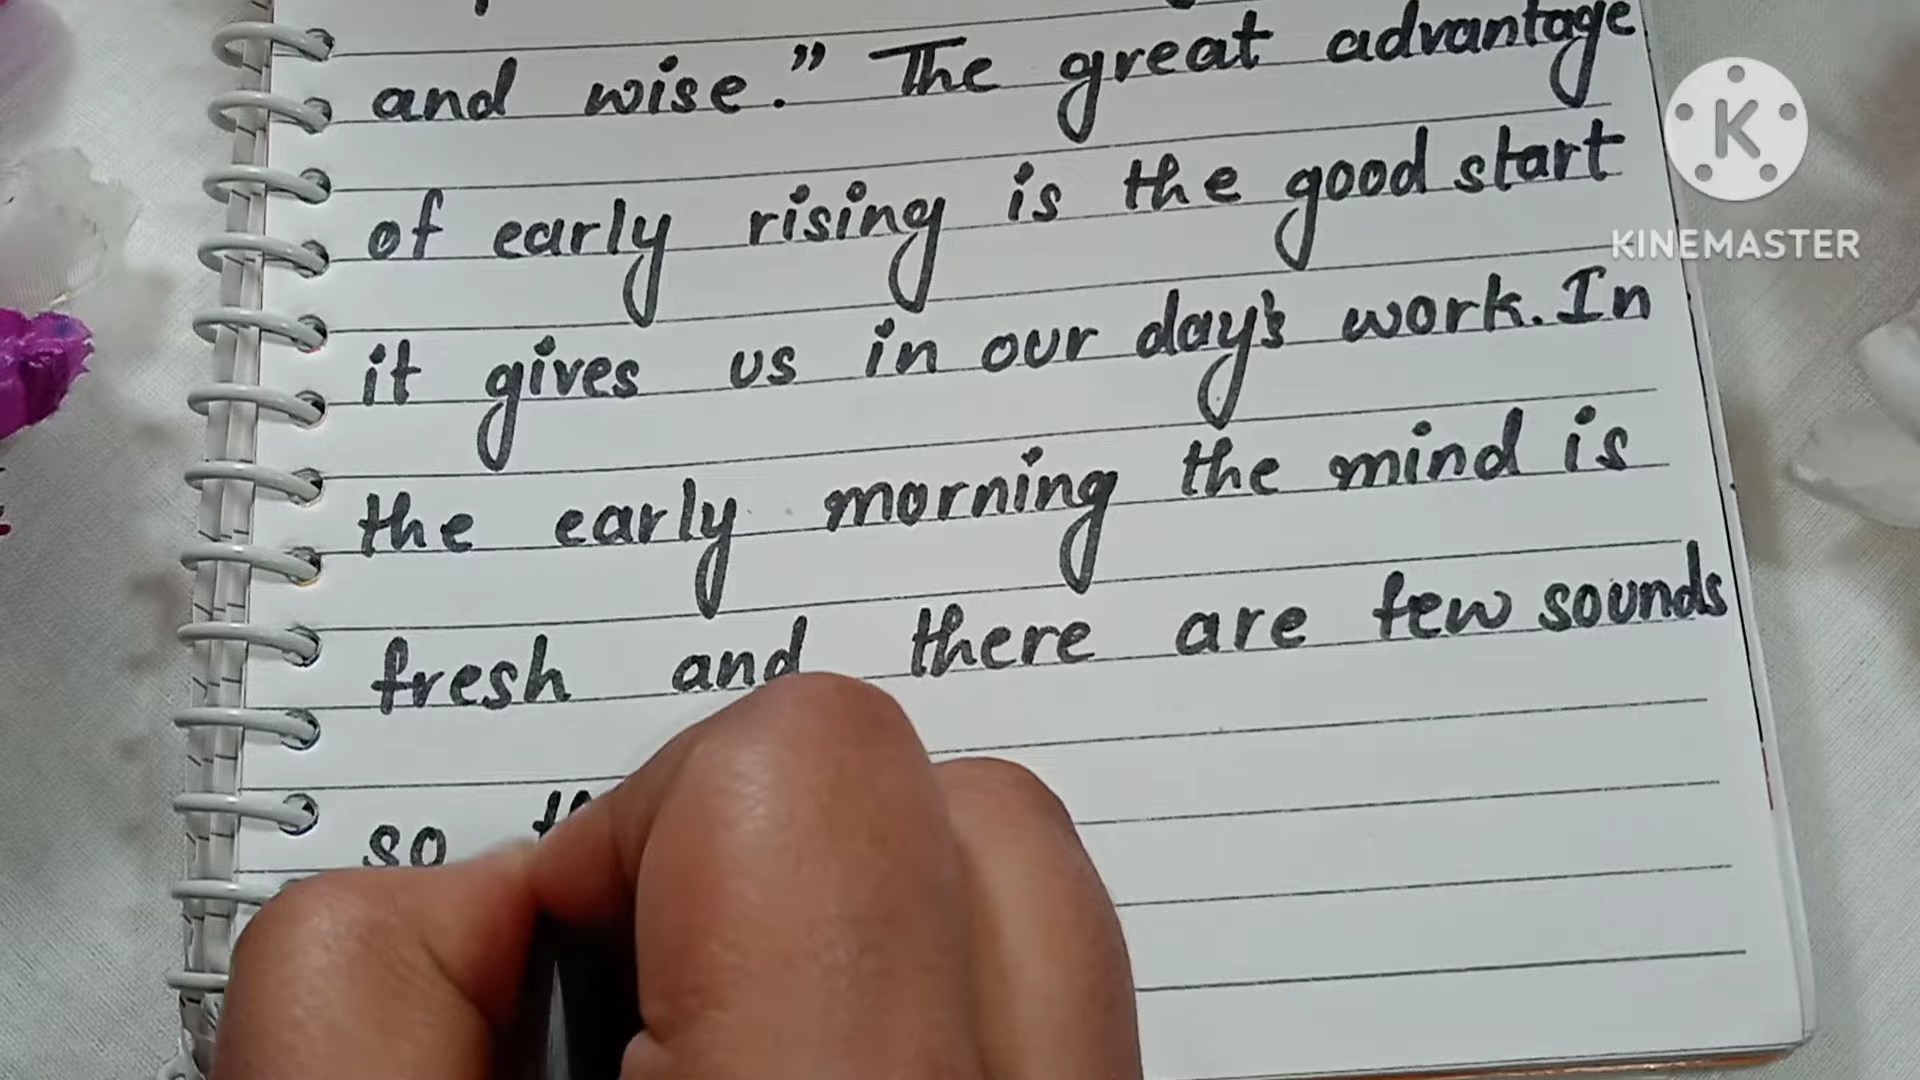 and wise." The great advantage
of early rising is the good start
it gives us in our day's work. In
the early morning the mind is
fresh and there are few sounds
so
K
KINEMASTER